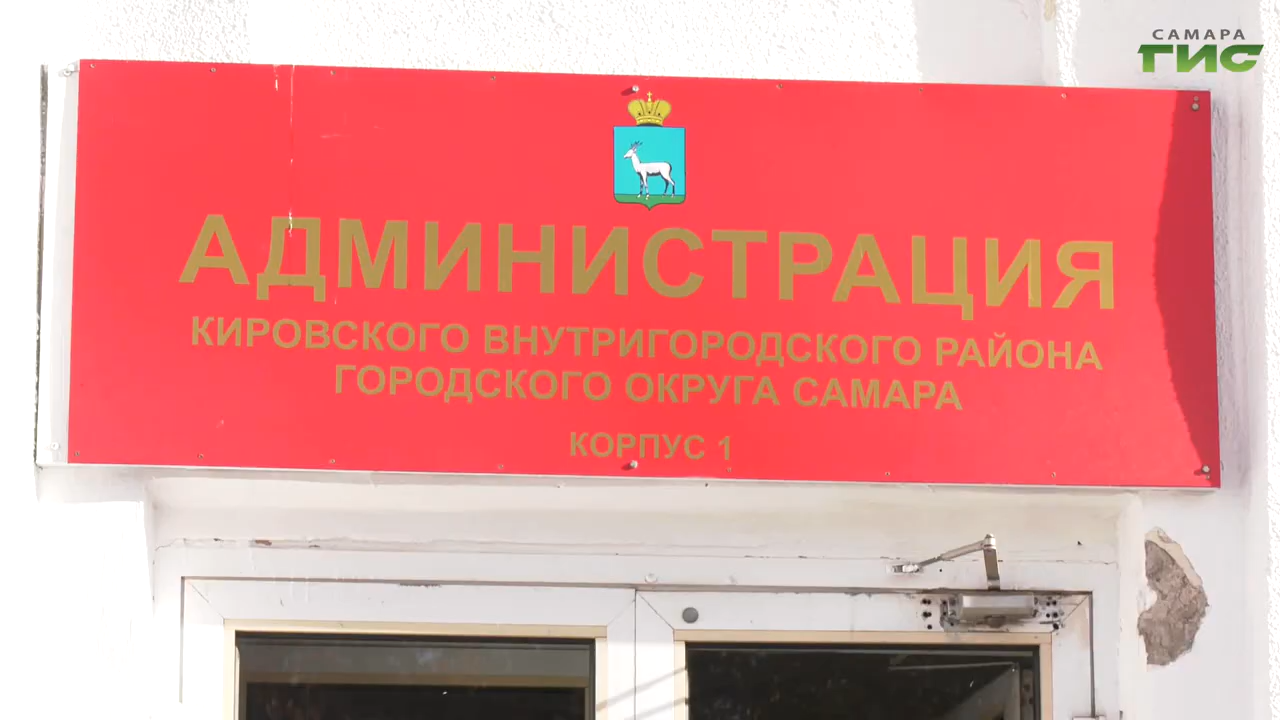 САМАРА
ГИС
АДМИНИСТРАЦИЯ
КИРОВСКОГО ВНУТРИГОРОДСКОГО РАЙОНА
ГОРОДСКОГО ОКРУГА САМАРА
КОРПУС 1